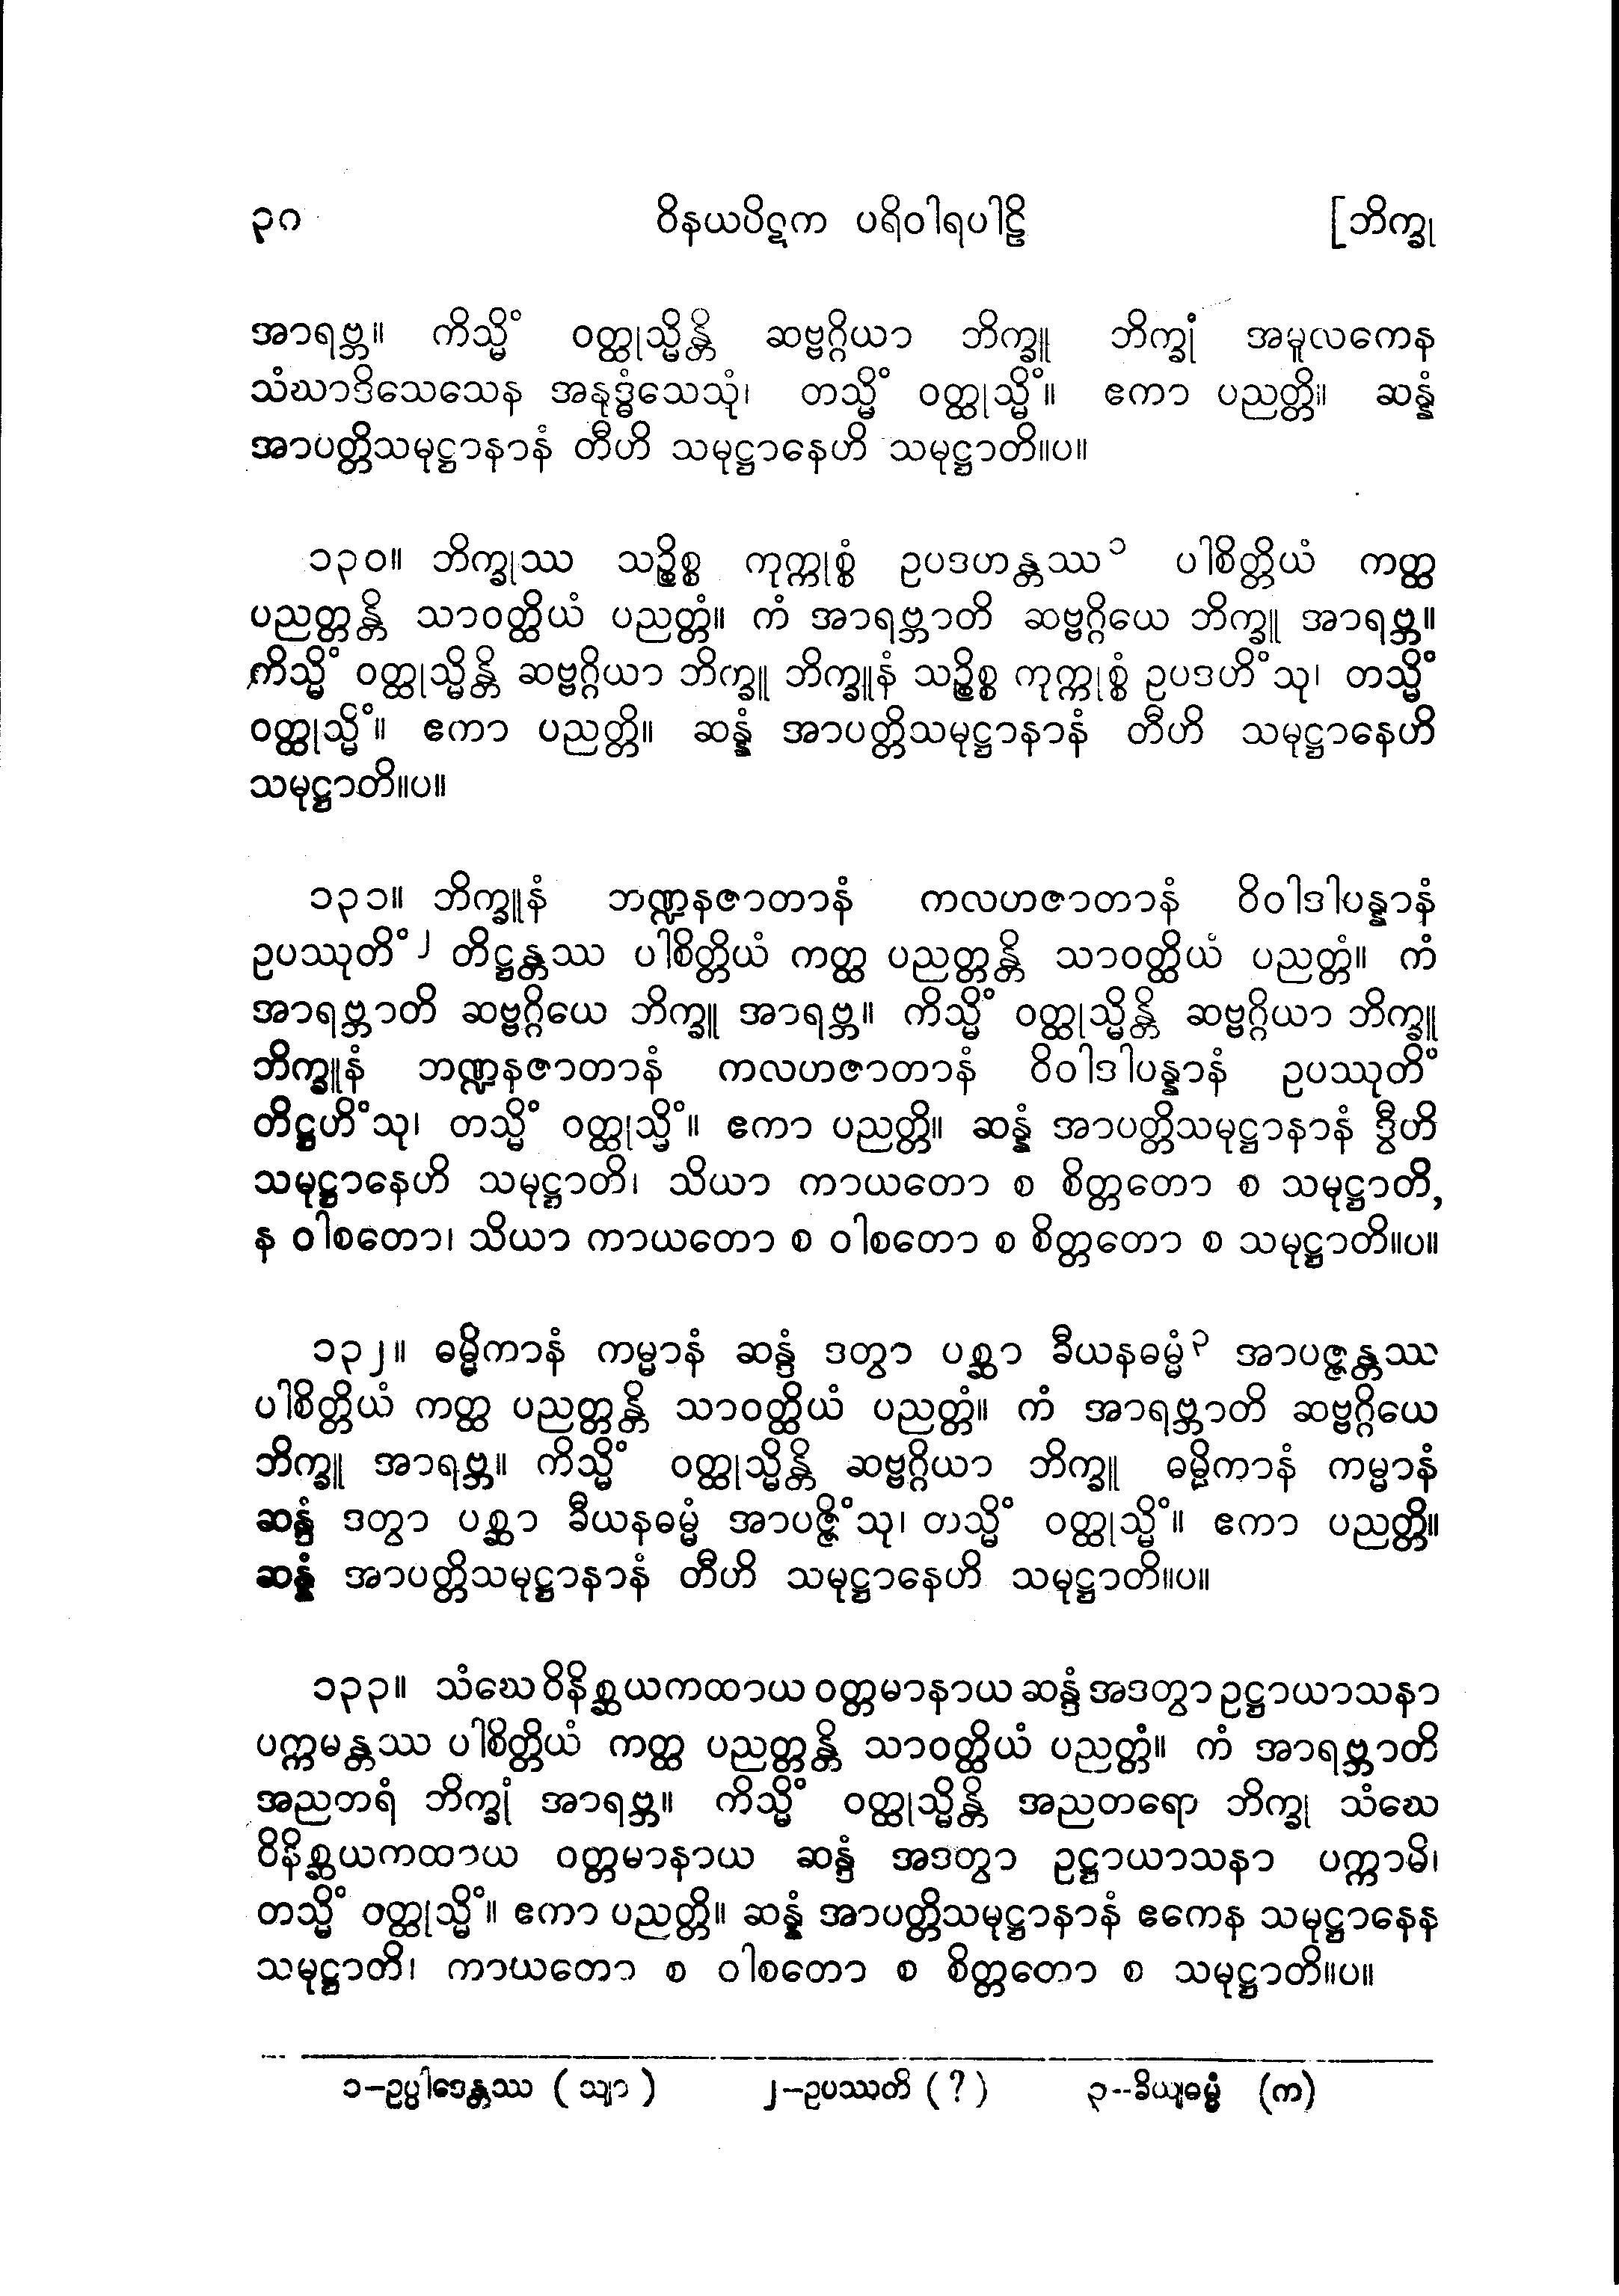 ၃၈ ဝိနယပိဋက ပရိဝါရပါဠိ [ဘိက္ခု
အာရဗ္ဘ။ ကိသ္မိံ ဝတ္ထုသ္မိန္တိ ဆဗ္ဗဂ္ဂိယာ ဘိက္ခူ ဘိက္ခုံ အမူလကေန
သံဃာဒိသေသေန အနုဒ္ဓံသေသုံ၊ တသ္မိံ ဝတ္ထုသ္မိံ။ ဧကာ ပညတ္တိ။ ဆန္နံ
အာပတ္တိသမုဋ္ဌာနာနံ တီဟိ သမုဋ္ဌာနေဟိ သမုဋ္ဌာတိ။ပ။
၁၃၀။ ဘိက္ခုဿ သဉ္စိစ္စ ကုက္ကုစ္စံ ဥပဒဟန္တဿ၁ ပါစိတ္တိယံ ကတ္ထ
ပညတ္တန္တိ သာဝတ္ထိယံ ပညတ္တံ။ ကံ အာရဗ္ဘာတိ ဆဗ္ဗဂ္ဂိယေ ဘိက္ခူ အာရဗ္ဘ။
ကိသ္မိံ ဝတ္ထုသ္မိန္တိ ဆဗ္ဗဂ္ဂိယာ ဘိက္ခူ ဘိက္ခူနံ သဉ္စိစ္စ ကုက္ကုစ္စံ ဥပဒဟိံသု၊ တသ္မိံ
ဝတ္ထုသ္မိံ။ ဧကာ ပညတ္တိ။ ဆန္နံ အာပတ္တိသမုဋ္ဌာနာနံ တီဟိ သမုဋ္ဌာနေဟိ
သမုဋ္ဌာတိ။ပ။
၁၃၁။ ဘိက္ခူနံ ဘဏ္ဍနဇာတာနံ ကလဟဇာတာနံ ဝိဝါဒါပန္နာနံ
ဥပဿုတိံ၂ တိဋ္ဌန္တဿ ပါစိတ္တိယံ ကတ္ထ ပညတ္တန္တိ သာဝတ္ထိယံ ပညတ္တံ။ ကံ
အာရဗ္ဘာတိ ဆဗ္ဗဂ္ဂိယေ ဘိက္ခူ အာရဗ္ဘ။ ကိသ္မိံ ဝတ္ထုသ္မိန္တိ ဆဗ္ဗဂ္ဂိယာ ဘိက္ခူ
ဘိက္ခူနံ ဘဏ္ဍနဇာတာနံ ကလဟဇာတာနံ ဝိဝါဒါပန္နာနံ ဥပဿုတိံ
တိဋ္ဌဟိံသု၊ တသ္မိံ ဝတ္ထုသ္မိံ။ ဧကာ ပညတ္တိ။ ဆန္နံ အာပတ္တိသမုဋ္ဌာနာနံ ဒွီဟိ
သမုဋ္ဌာနေဟိ သမုဋ္ဌာတိ၊ သိယာ ကာယတော စ စိတ္တတော စ သမုဋ္ဌာတိ,
န ဝါစတော၊ သိယာ ကာယတော စ ဝါစတော စ စိတ္တတော စ သမုဋ္ဌာတိ။ပ။
၁၃၂။ ဓမ္မိကာနံ ကမ္မာနံ ဆန္ဒံ ဒတွာ ပစ္ဆာ ခီယနဓမ္မံ၃ အာပဇ္ဇန္တဿ
ပါစိတ္တိယံ ကတ္ထ ပညတ္တန္တိ သာဝတ္ထိယံ ပညတ္တံ။ ကံ အာရဗ္ဘာတိ ဆဗ္ဗဂ္ဂိယေ
ဘိက္ခူ အာရဗ္ဘ။ ကိသ္မိံ ဝတ္ထုသ္မိန္တိ ဆဗ္ဗဂ္ဂိယာ ဘိက္ခူ ဓမ္မိကာနံ ကမ္မာနံ
ဆန္ဒံ ဒတွာ ပစ္ဆာ ခီယနဓမ္မံ အာပဇ္ဇိံသု၊ တသ္မိံ ဝတ္ထုသ္မိံ။ ဧကာ ပညတ္တိ။
ဆန္နံ အာပတ္တိသမုဋ္ဌာနာနံ တီဟိ သမုဋ္ဌာနေဟိ သမုဋ္ဌာတိ။ပ။
၁၃၃။ သံဃေ ဝိနိစ္ဆယကထာယ ဝတ္တမာနာယ ဆန္ဒံ အဒတွာ ဥဋ္ဌာယာသနာ
ပက္ကမန္တဿ ပါစိတ္တိယံ ကတ္ထ ပညတ္တန္တိ သာဝတ္ထိယံ ပညတ္တံ။ ကံ အာရဗ္ဘာတိ
အညတရံ ဘိက္ခုံ အာရဗ္ဘ။ ကိသ္မိံ ဝတ္ထုသ္မိန္တိ အညတရော ဘိက္ခု သံဃေ
ဝိနိစ္ဆယကထာယ ဝတ္တမာနာယ ဆန္ဒံ အဒတွာ ဥဋ္ဌာယာသနာ ပက္ကာမိ၊
တသ္မိံ ဝတ္ထုသ္မိံ။ ဧကာ ပညတ္တိ။ ဆန္နံ အာပတ္တိသမုဋ္ဌာနာနံ ဧကေန သမုဋ္ဌာနေန
သမုဋ္ဌာတိ၊ ကာယတော စ ဝါစတော စ စိတ္တတော စ သမုဋ္ဌာတိ။ပ။
၁-ဥပ္ပါဒေန္တဿ (သျာ) ၂-ဥပဿတိ (?) ၃--ခိယျဓမ္မံ (က)